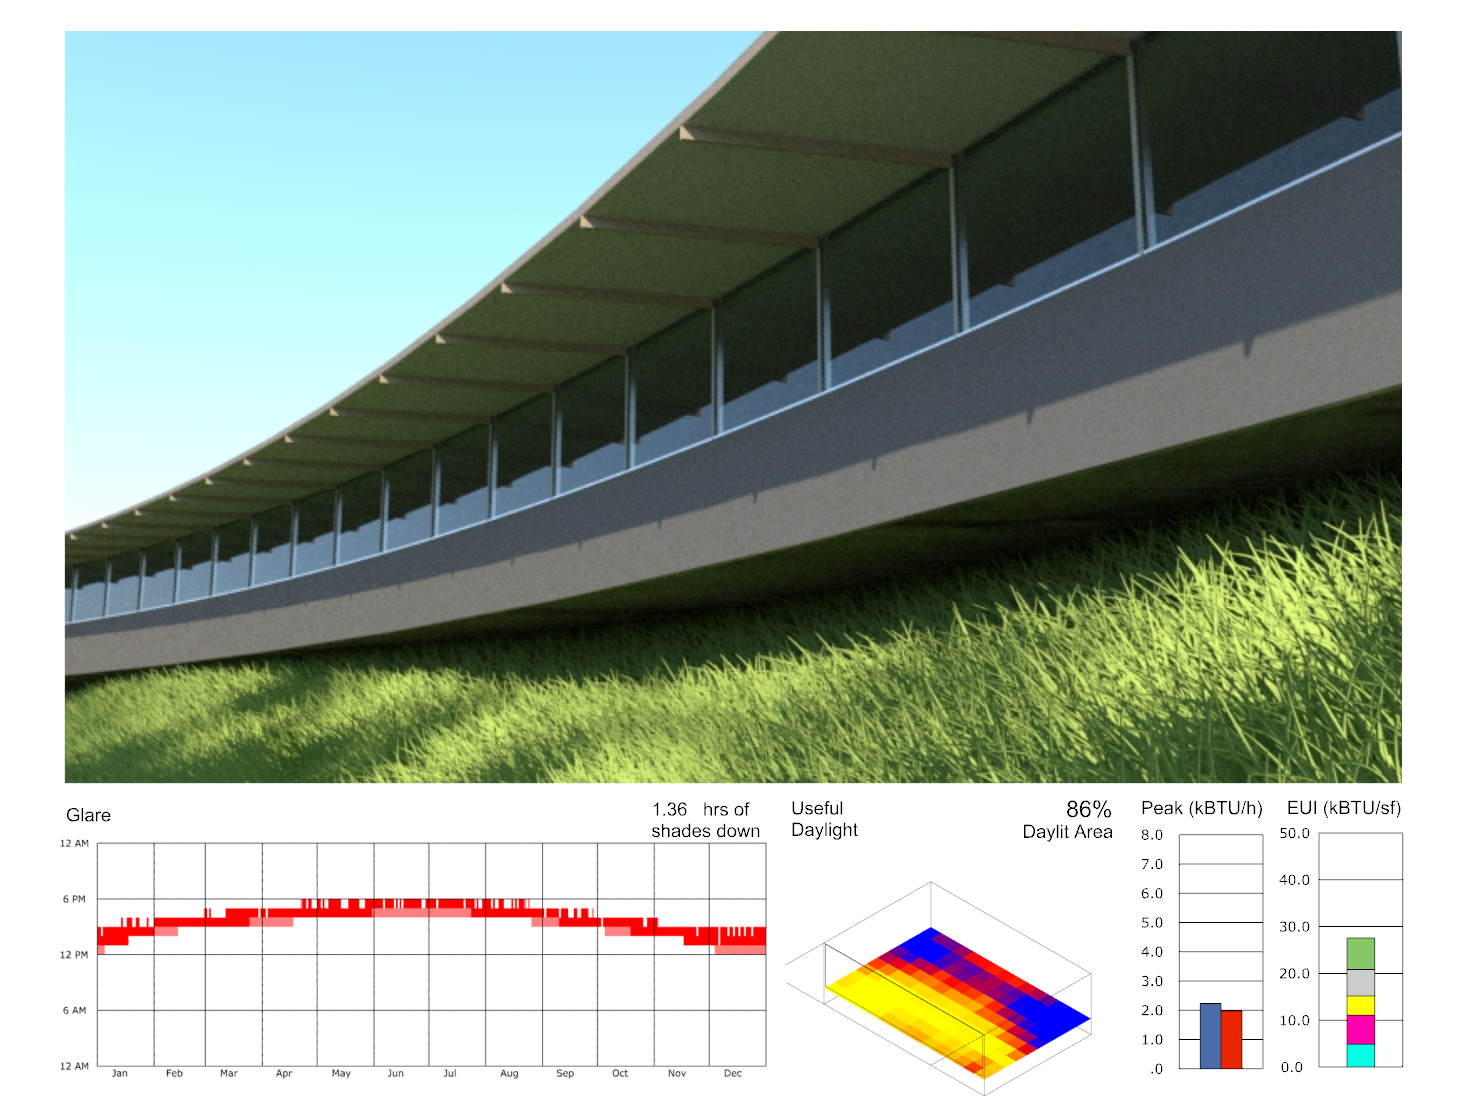 Glare
1.36 hrs of
shades down
12 AM
6 PM
12 PM
6 AM
12 AM
Jan Feb Mar Apr May Jun Jul Aug Sep Oct Nov Dec
Useful
Daylight
86%
Daylit Area
Peak (kBTU/h)
8.0
7.0
6.0
5.0
4.0
3.0
2.0
1.0
.0
EUI (kBTU/sf)
50.0
40.0
30.0
20.0
10.0
0.0